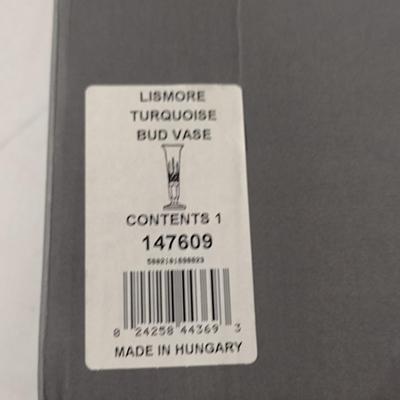 LISMORE
TURQUOISE
BUD VASE
CONTENTS 1
147609
0 24258 44369 3
MADE IN HUNGARY